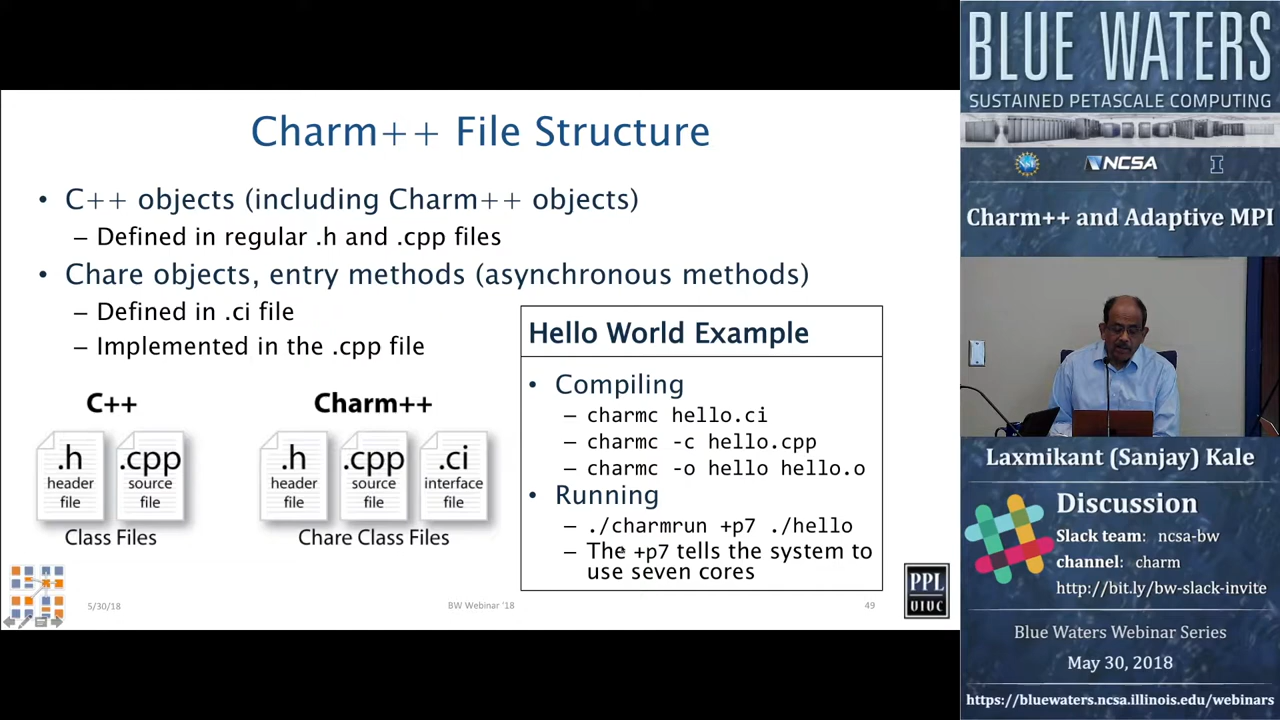 Charm++ File Structure
• C++ objects (including Charm++ objects)
– Defined in regular .h and .cpp files
• Chare objects, entry methods (asynchronous methods)
– Defined in .ci file
– Implemented in the .cpp file
C++
.h
header
file
.cpp
source
file
Class Files
Charm++
.h
header
file
.cpp
source
file
.ci
interface
file
Chare Class Files
Hello World Example
• Compiling
– charmc hello.ci
– charmc -c hello.cpp
– charmc -o hello hello.o
• Running
– ./charmrun +p7 ./hello
– The +p7 tells the system to
use seven cores
5/30/18
BW Webinar '18
49
PPL
UIUC
BLUE WATERS
SUSTAINED PETASCALE COMPUTING
NSF
NCSA
I
Charm++ and Adaptive MPI
Laxmikant (Sanjay) Kale
Discussion
Slack team: ncsa-bw
channel: charm
http://bit.ly/bw-slack-invite
Blue Waters Webinar Series
May 30, 2018
https://bluewaters.ncsa.illinois.edu/webinars